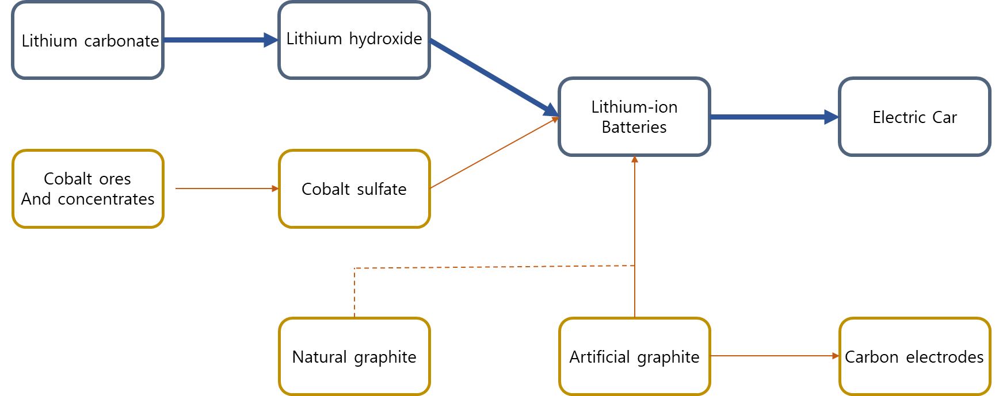 Lithium carbonate
Lithium hydroxide
Lithium-ion
Batteries
Electric Car
Cobalt ores
And concentrates
Cobalt sulfate
Natural graphite
Artificial graphite
Carbon electrodes